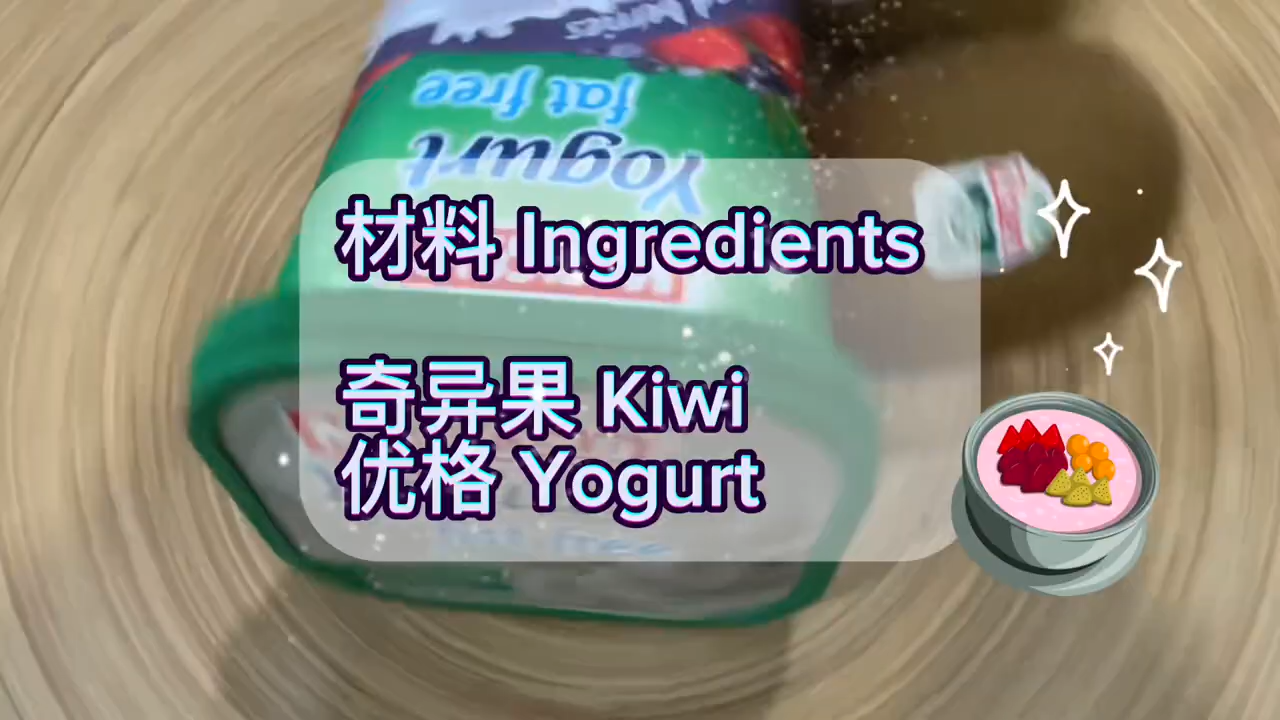 fat free
Yogurt
材料 Ingredients
奇异果 Kiwi
优格 Yogurt